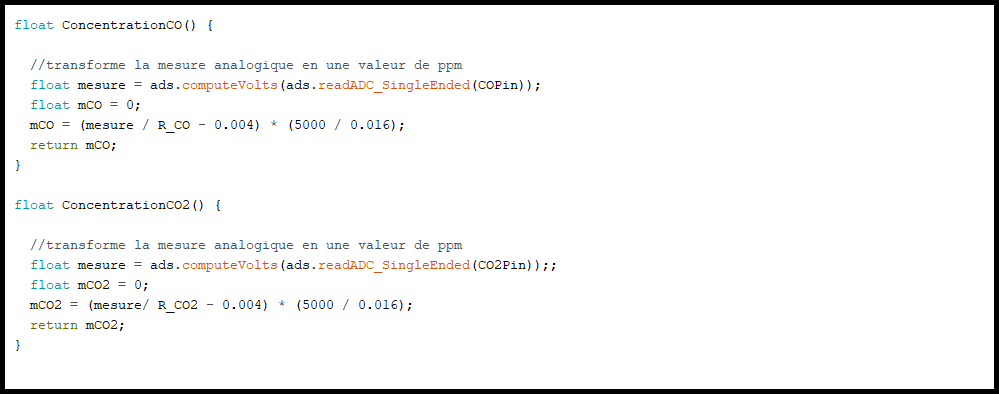 float ConcentrationCO() {
//transforme la mesure analogique en une valeur de ppm
float mesure = ads.computeVolts(ads.readADC_SingleEnded(COPin));
float mCO = 0;
mCO = (mesure / R_CO - 0.004) * (5000 / 0.016);
return mCO;
}
float ConcentrationCO2() {
//transforme la mesure analogique en une valeur de ppm
float mesure = ads.computeVolts(ads.readADC_SingleEnded(CO2Pin));;
float mCO2 = 0;
mCO2 = (mesure/ R_CO2 - 0.004) * (5000 / 0.016);
return mCO2;
}